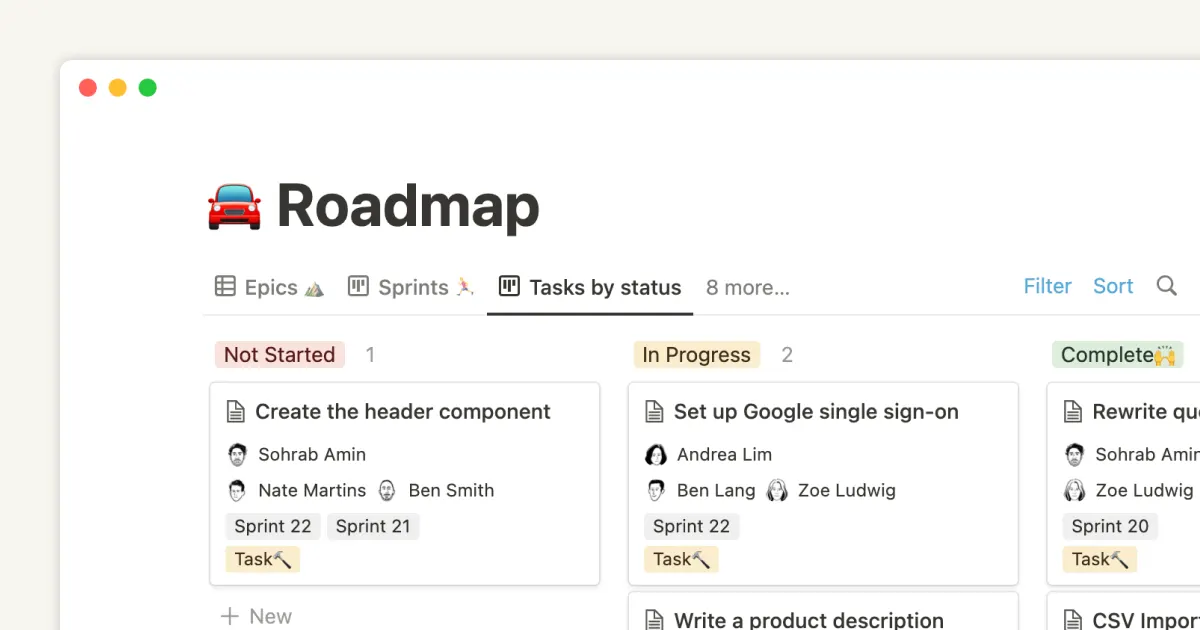 Roadmap
Epics Sprints Tasks by status 8 more... Filter Sort
Not Started 1
Create the header component
Sohrab Amin
Nate Martins Ben Smith
Sprint 22 Sprint 21
Task
New
In Progress 2
Set up Google single sign-on
Andrea Lim
Ben Lang Zoe Ludwig
Sprint 22
Task
Write a product description
Complete
Rewrite
Sohrab
Zoe Ludwig
Sprint 20
Task
CSV